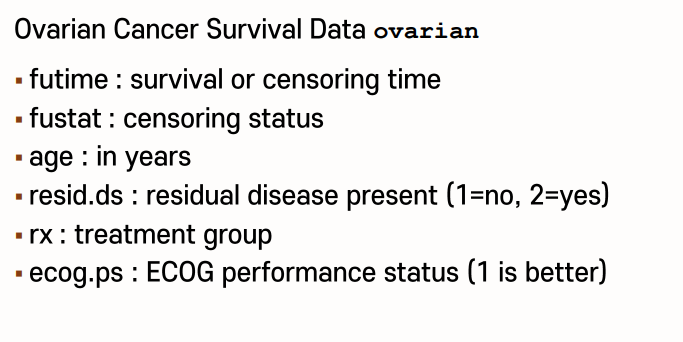 Ovarian Cancer Survival Data ovarian
▪ futime : survival or censoring time
▪ fustat : censoring status
▪ age : in years
▪ resid.ds : residual disease present (1=no, 2=yes)
▪ rx : treatment group
▪ ecog.ps : ECOG performance status (1 is better)